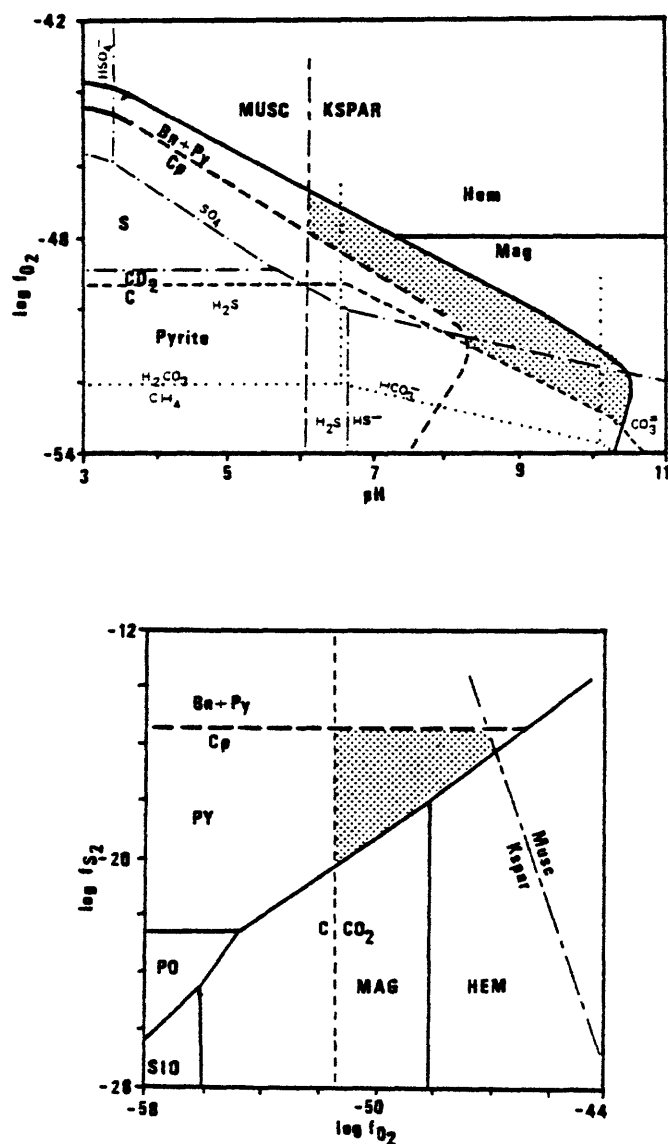 -42
HSO4-
MUSC KSPAR
Bn+Py
Cp
Hem
SO4
S
-48
Mag
log fO2
CO2
C
H2S
Pyrite
H2CO3
HCO3-
CH4
H2S HS-
CO3=
-54
3 5 7 9 11
pH
-12
Bn+Py
Cp
PY
log fS2
-20
Musc
Kspar
C CO2
PO
MAG HEM
SIO
-28
-58 -50 -44
log fO2